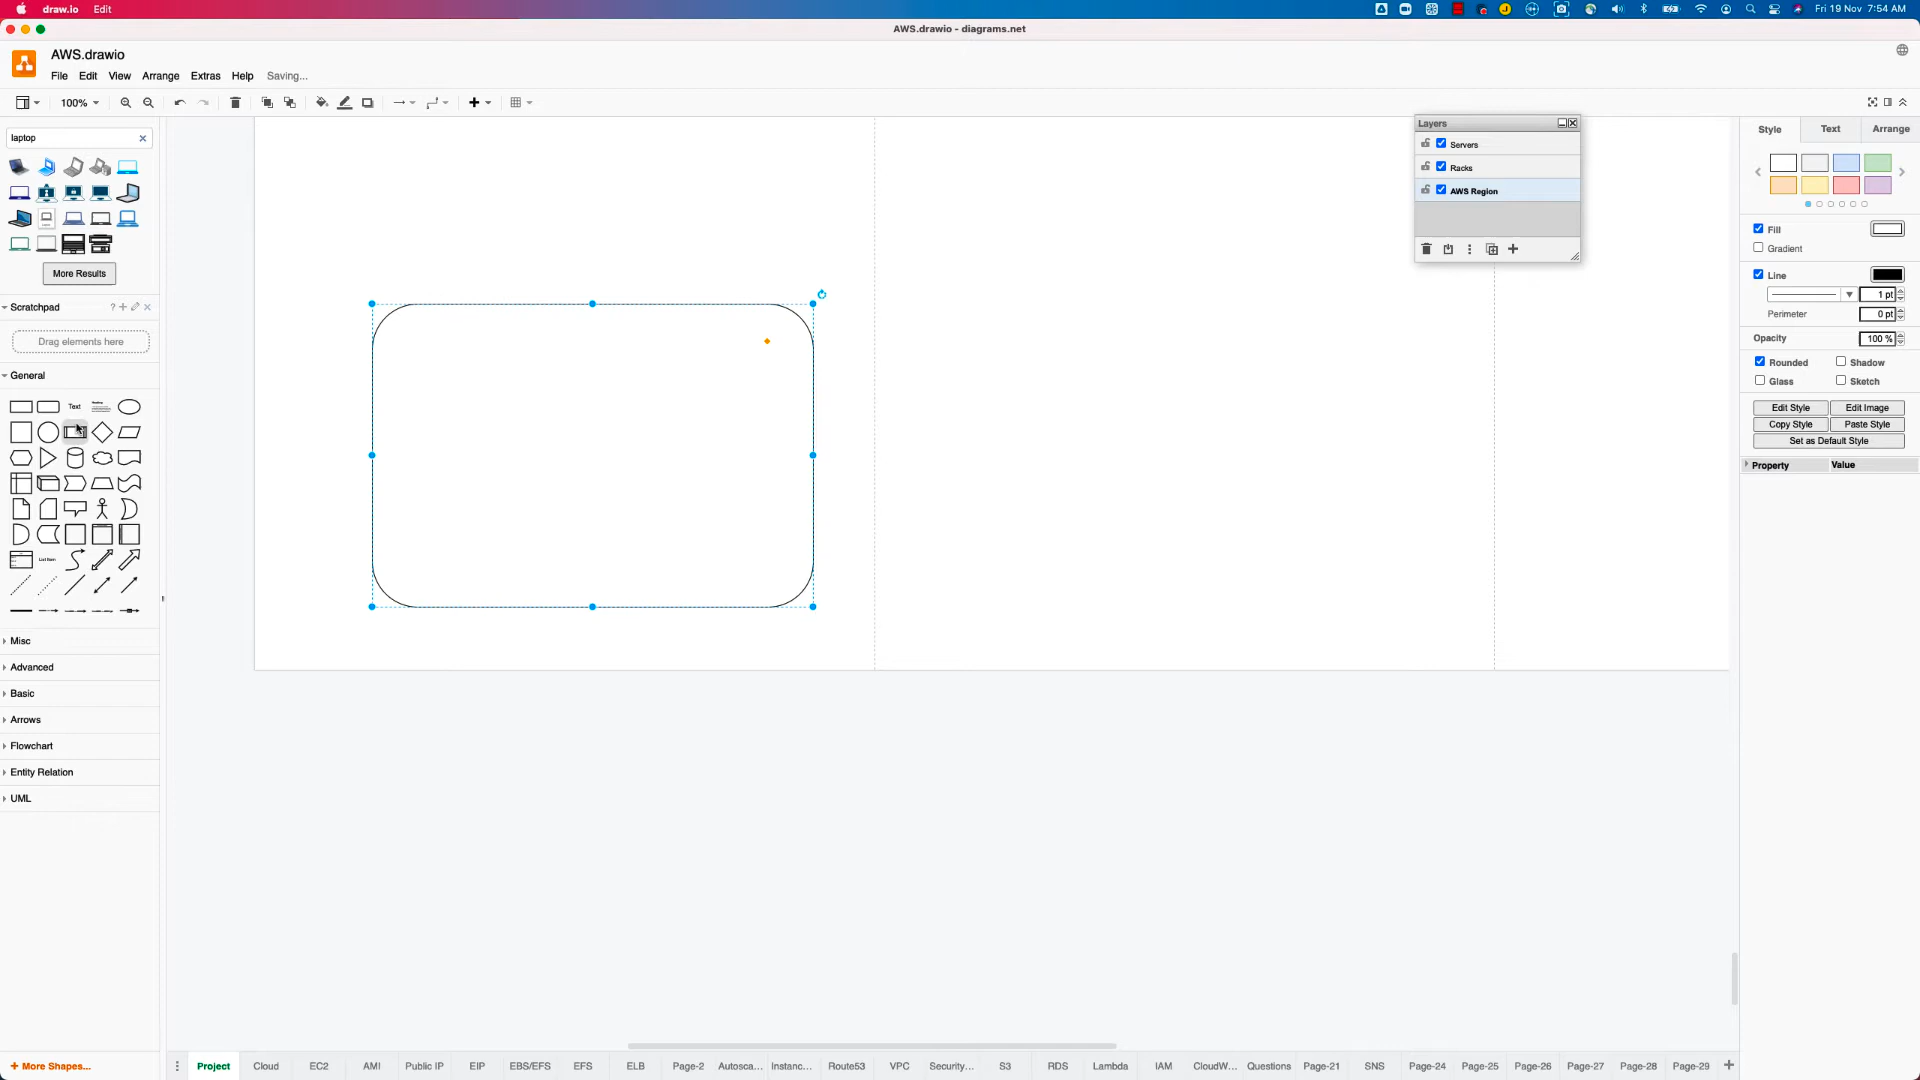 draw.io Edit
Fri 19 Nov 7:54 AM
AWS.drawio - diagrams.net
AWS.drawio
File Edit View Arrange Extras Help Saving...
100%
laptop
More Results
Scratchpad ?
Drag elements here
General
Text
Heading
List Item
Misc
Advanced
Basic
Arrows
Flowchart
Entity Relation
UML
More Shapes...
Layers
Servers
Racks
AWS Region
Style Text Arrange
Fill
Gradient
Line
1 pt
Perimeter 0 pt
Opacity 100 %
Rounded Shadow
Glass Sketch
Edit Style Edit Image
Copy Style Paste Style
Set as Default Style
Property Value
Project Cloud EC2 AMI Public IP EIP EBS/EFS EFS ELB Page-2 Autosca... Instanc... Route53 VPC Security... S3 RDS Lambda IAM CloudW... Questions Page-21 SNS Page-24 Page-25 Page-26 Page-27 Page-28 Page-29